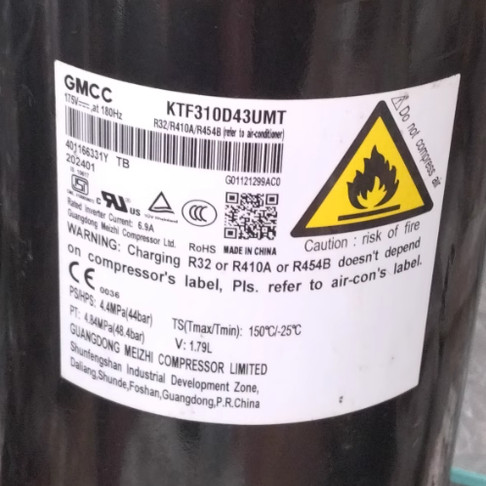 GMCC
KTF310D43UMT
175V⎓,at 180Hz
R32/R410A/R454B (refer to air-conditioner)
401166331Y TB
202401
G01121299AC0
IS 10617
Rated Inverter Current: 6.9A
Guangdong Meizhi Compressor Ltd.
RoHS MADE IN CHINA
Do not compress air
Caution : risk of fire
WARNING: Charging R32 or R410A or R454B doesn't depend
on compressor's label, Pls. refer to air-con's label.
CE 0036
PS/HPS: 4.4MPa(44bar)
PT: 4.84MPa(48.4bar)
TS(Tmax/Tmin): 150℃/-25℃
V: 1.79L
GUANGDONG MEIZHI COMPRESSOR LIMITED
Shunfengshan Industrial Development Zone,
Daliang,Shunde,Foshan,Guangdong,P.R.China